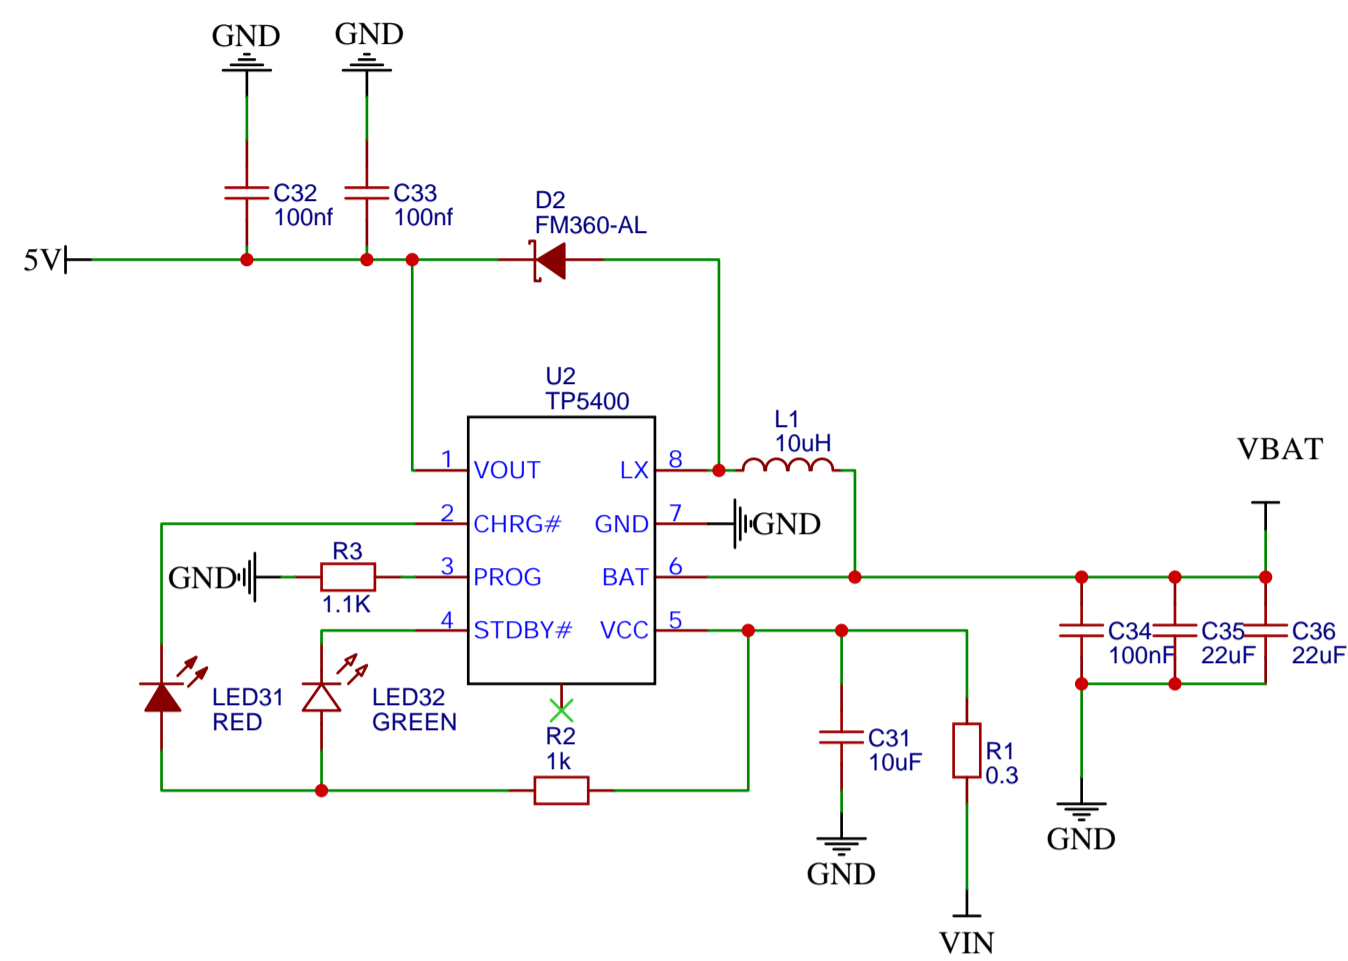 GND
GND
C32
100nf
C33
100nf
D2
FM360-AL
5V
U2
TP5400
L1
10uH
VBAT
1
VOUT
LX
8
2
CHRG#
GND
7
GND
GND
R3
1.1K
3
PROG
BAT
6
4
STDBY#
VCC
5
C34
100nF
C35
22uF
C36
22uF
LED31
RED
LED32
GREEN
R2
1k
C31
10uF
R1
0.3
GND
GND
VIN